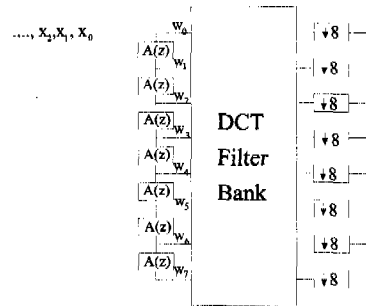 ....., x₂,x₁, x₀
w₀
A(z)
w₁
A(z)
w₂
A(z)
w₃
A(z)
w₄
A(z)
w₅
A(z)
w₆
A(z)
w₇
DCT
Filter
Bank
↓8
↓8
↓8
↓8
↓8
↓8
↓8
↓8